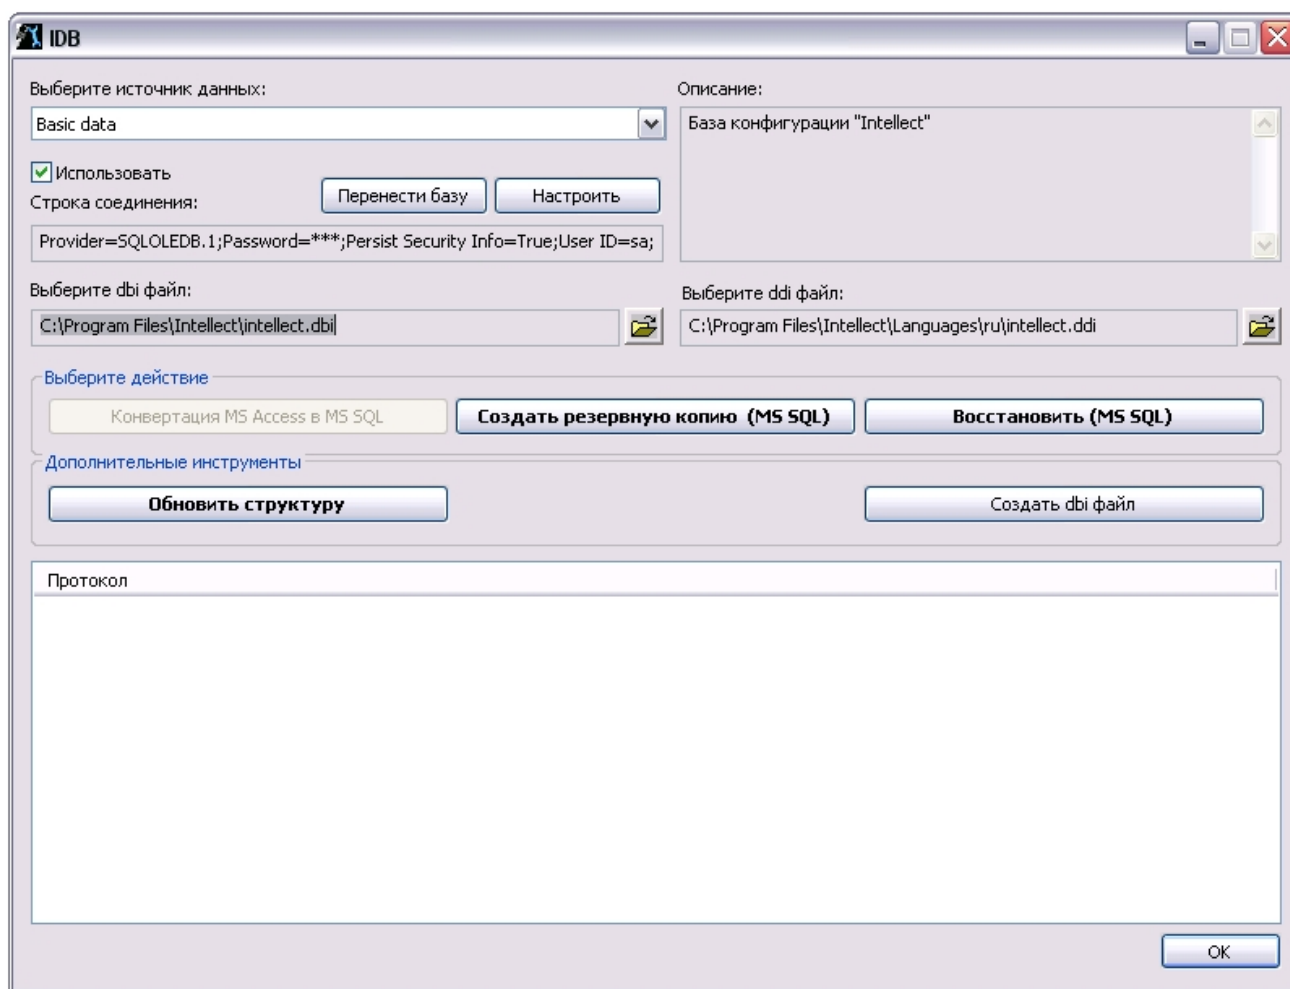 IDB
Выберите источник данных:
Basic data
Использовать
Строка соединения:
Перенести базу
Настроить
Provider=SQLOLEDB.1;Password=***;Persist Security Info=True;User ID=sa;
Описание:
База конфигурации "Intellect"
Выберите dbi файл:
C:\Program Files\Intellect\intellect.dbi
Выберите ddi файл:
C:\Program Files\Intellect\Languages\ru\intellect.ddi
Выберите действие
Конвертация MS Access в MS SQL
Создать резервную копию (MS SQL)
Восстановить (MS SQL)
Дополнительные инструменты
Обновить структуру
Создать dbi файл
Протокол
OK